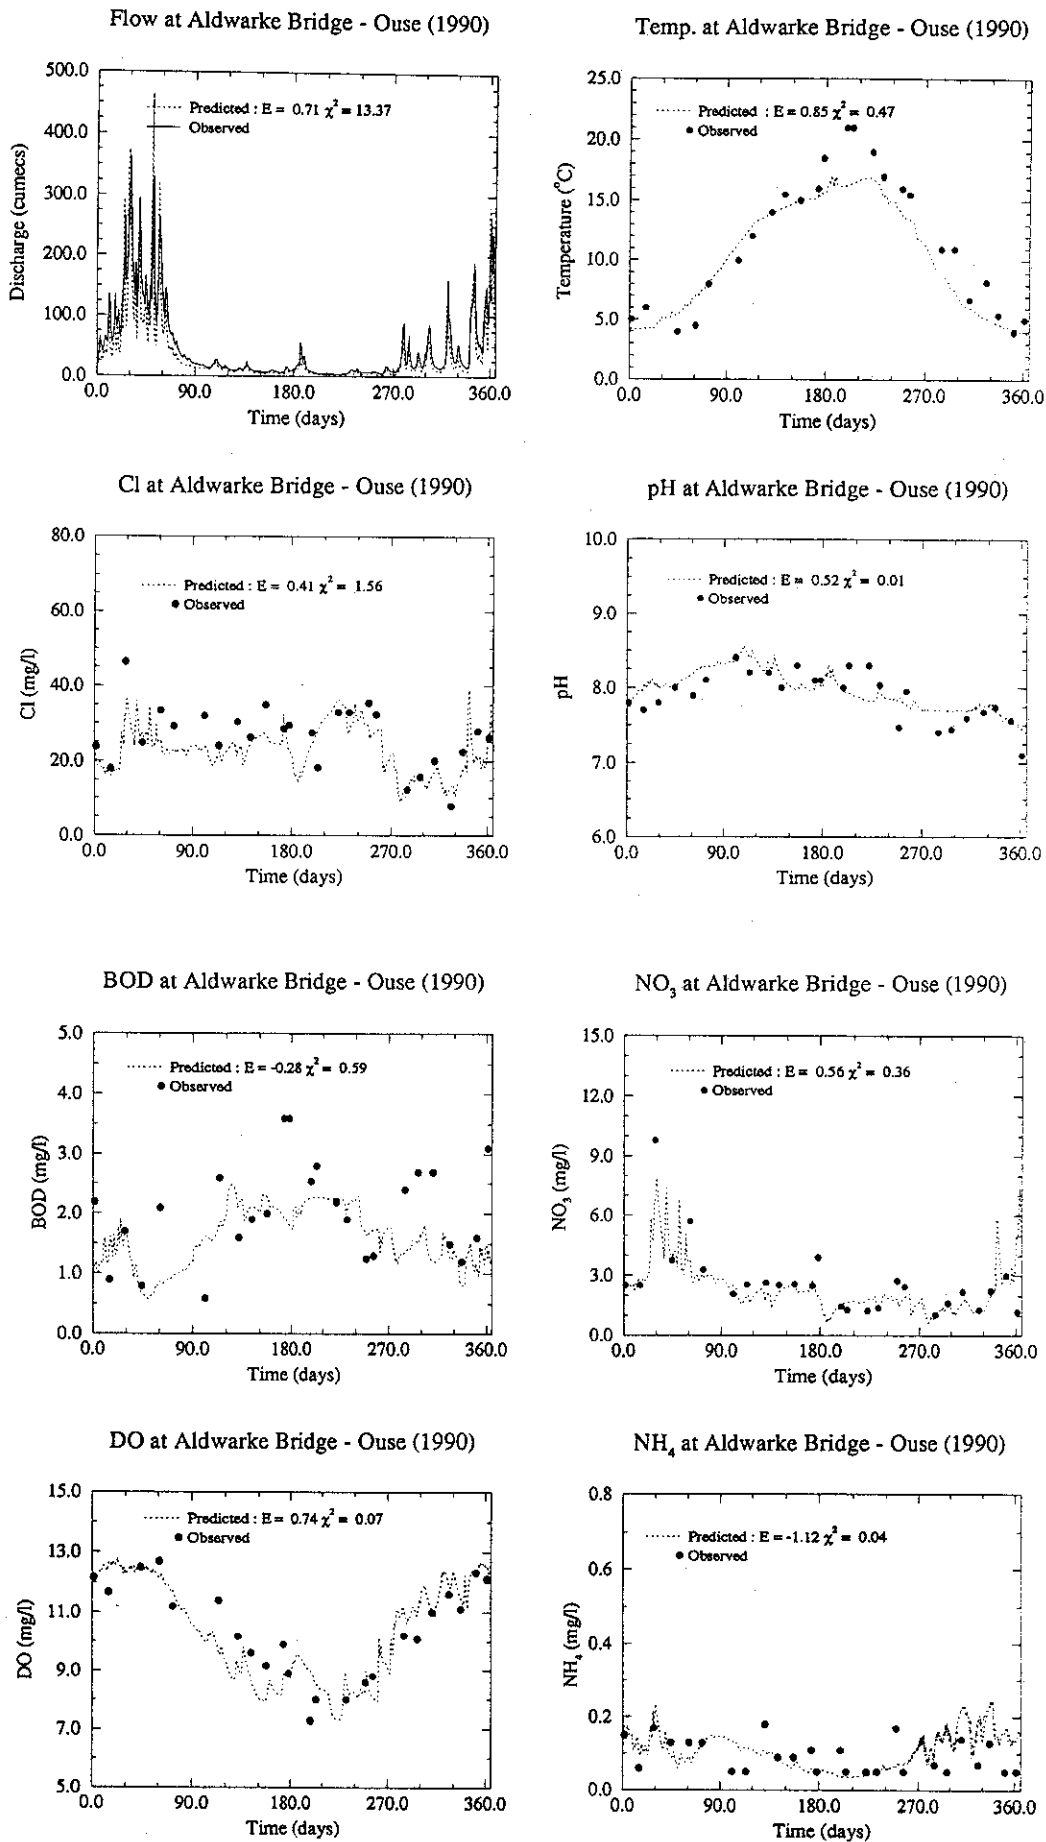 Flow at Aldwarke Bridge - Ouse (1990)
500.0
400.0
300.0
200.0
100.0
0.0
Discharge (cumecs)
Predicted : E = 0.71 χ² = 13.37
Observed
0.0 90.0 180.0 270.0 360.0
Time (days)
Temp. at Aldwarke Bridge - Ouse (1990)
25.0
20.0
15.0
10.0
5.0
0.0
Temperature (°C)
Predicted : E = 0.85 χ² = 0.47
Observed
0.0 90.0 180.0 270.0 360.0
Time (days)
Cl at Aldwarke Bridge - Ouse (1990)
80.0
60.0
40.0
20.0
0.0
Cl (mg/l)
Predicted : E = 0.41 χ² = 1.56
Observed
0.0 90.0 180.0 270.0 360.0
Time (days)
pH at Aldwarke Bridge - Ouse (1990)
10.0
9.0
8.0
7.0
6.0
pH
Predicted : E = 0.52 χ² = 0.01
Observed
0.0 90.0 180.0 270.0 360.0
Time (days)
BOD at Aldwarke Bridge - Ouse (1990)
5.0
4.0
3.0
2.0
1.0
0.0
BOD (mg/l)
Predicted : E = -0.28 χ² = 0.59
Observed
0.0 90.0 180.0 270.0 360.0
Time (days)
NO₃ at Aldwarke Bridge - Ouse (1990)
15.0
12.0
9.0
6.0
3.0
0.0
NO₃ (mg/l)
Predicted : E = 0.56 χ² = 0.36
Observed
0.0 90.0 180.0 270.0 360.0
Time (days)
DO at Aldwarke Bridge - Ouse (1990)
15.0
13.0
11.0
9.0
7.0
5.0
DO (mg/l)
Predicted : E = 0.74 χ² = 0.07
Observed
0.0 90.0 180.0 270.0 360.0
Time (days)
NH₄ at Aldwarke Bridge - Ouse (1990)
0.8
0.6
0.4
0.2
0.0
NH₄ (mg/l)
Predicted : E = -1.12 χ² = 0.04
Observed
0.0 90.0 180.0 270.0 360.0
Time (days)